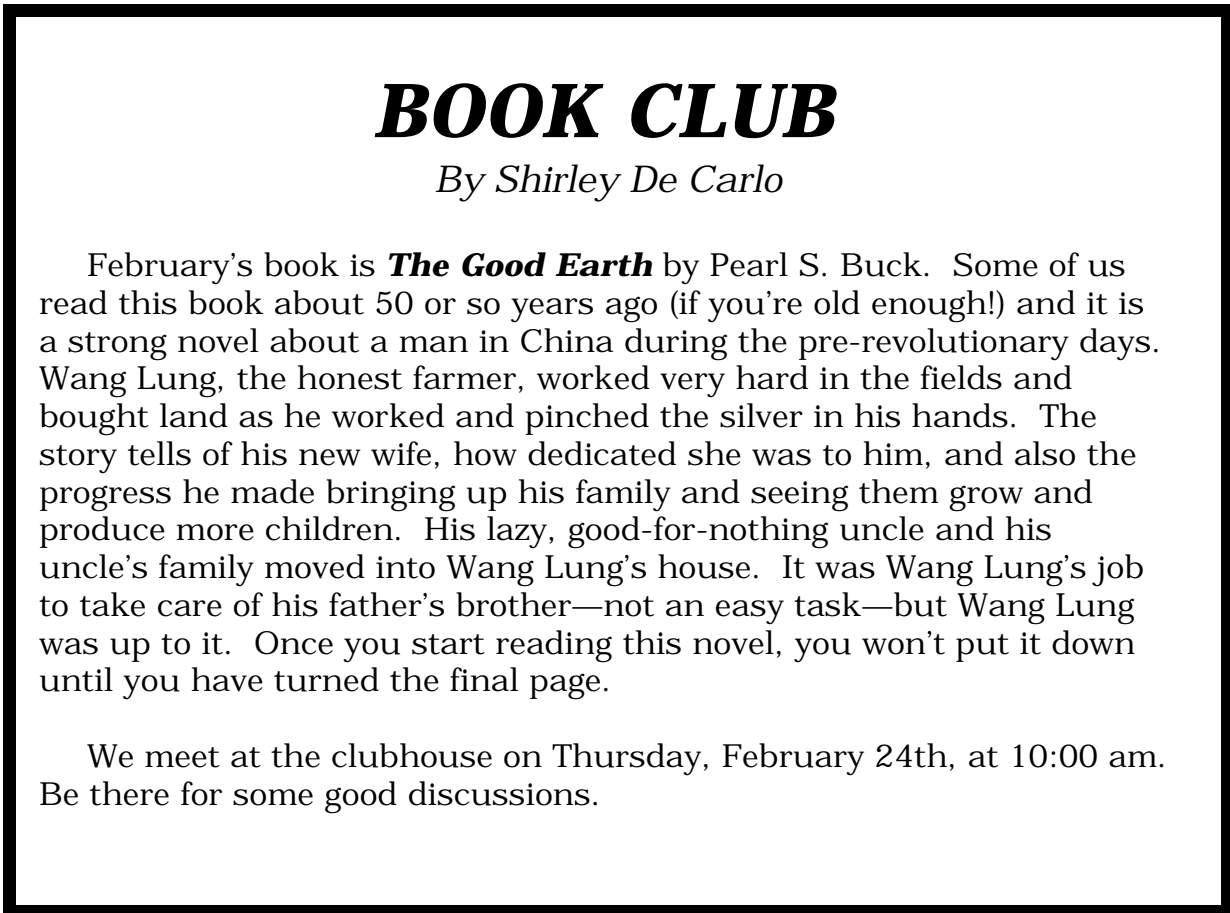 BOOK CLUB
By Shirley De Carlo
February's book is The Good Earth by Pearl S. Buck.  Some of us
read this book about 50 or so years ago (if you're old enough!) and it is
a strong novel about a man in China during the pre-revolutionary days.
Wang Lung, the honest farmer, worked very hard in the fields and
bought land as he worked and pinched the silver in his hands.  The
story tells of his new wife, how dedicated she was to him, and also the
progress he made bringing up his family and seeing them grow and
produce more children.  His lazy, good-for-nothing uncle and his
uncle's family moved into Wang Lung's house.  It was Wang Lung's job
to take care of his father's brother—not an easy task—but Wang Lung
was up to it.  Once you start reading this novel, you won't put it down
until you have turned the final page.
We meet at the clubhouse on Thursday, February 24th, at 10:00 am.
Be there for some good discussions.